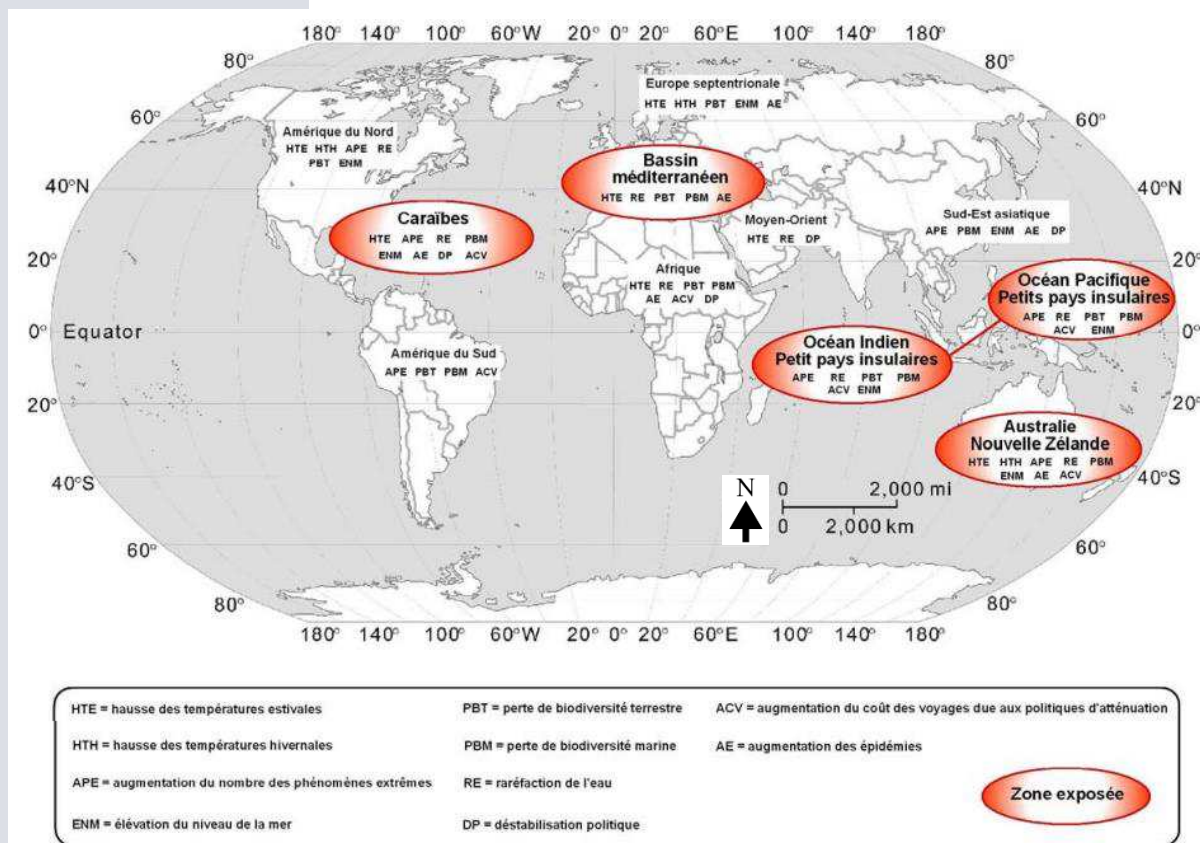 180° 140° 100° 60°W 20° 0° 20° 60°E 100° 140° 180°
80° 80°
Europe septentrionale
HTE HTH PBT ENM AE
60° 60°
Amérique du Nord
HTE HTH APE RE
PBT ENM
Bassin
méditerranéen
HTE RE PBT PBM AE
40°N 40°N
Caraïbes
HTE APE RE PBM
ENM AE DP ACV
Moyen-Orient
HTE RE DP
Sud-Est asiatique
APE PBM ENM AE DP
20° 20°
Afrique
HTE RE PBT PBM
AE ACV DP
Océan Pacifique
Petits pays insulaires
APE RE PBT PBM
ACV ENM
0° Equator 0°
Océan Indien
Petit pays insulaires
APE RE PBT PBM
ACV ENM
Amérique du Sud
APE PBT PBM ACV
20° 20°
Australie
Nouvelle Zélande
HTE HTH APE RE PBM
ENM AE ACV
40°S 40°S
N
0 2,000 mi
0 2,000 km
60° 60°
80° 80°
180° 140° 100° 60°W 20° 0° 20° 60°E 100° 140° 180°
HTE = hausse des températures estivales
HTH = hausse des températures hivernales
APE = augmentation du nombre des phénomènes extrêmes
ENM = élévation du niveau de la mer
PBT = perte de biodiversité terrestre
PBM = perte de biodiversité marine
RE = raréfaction de l'eau
DP = déstabilisation politique
ACV = augmentation du coût des voyages due aux politiques d'atténuation
AE = augmentation des épidémies
Zone exposée